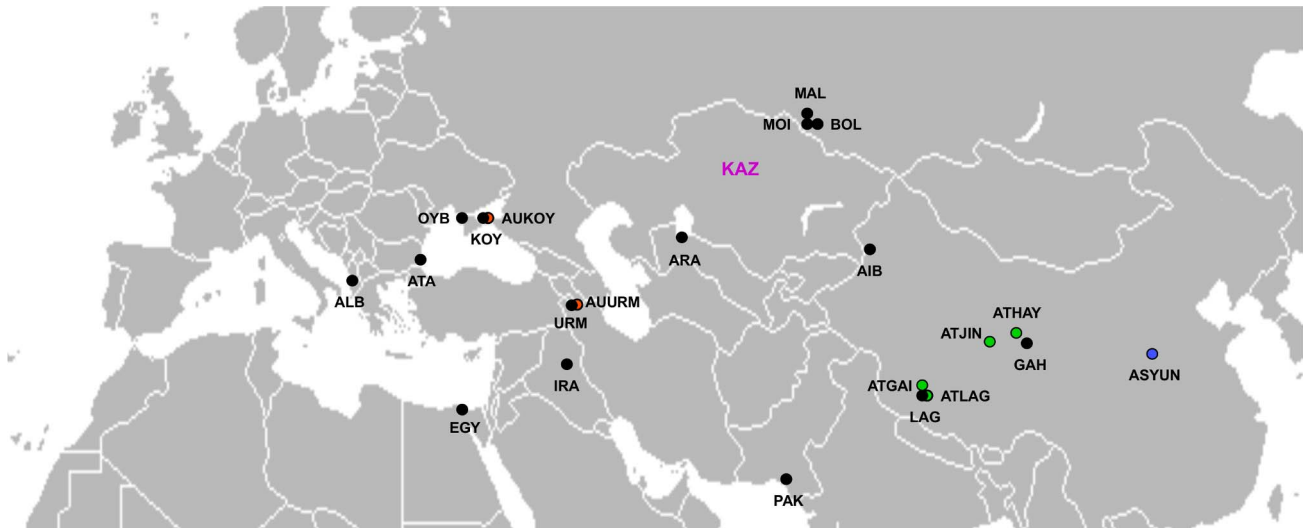 MAL
MOI BOL
KAZ
OYB AUKOY
KOY
ARA
AIB
ATA
ALB
AUURM
URM
ATHAY
ATJIN
GAH
ASYUN
IRA
ATGAI
ATLAG
LAG
EGY
PAK